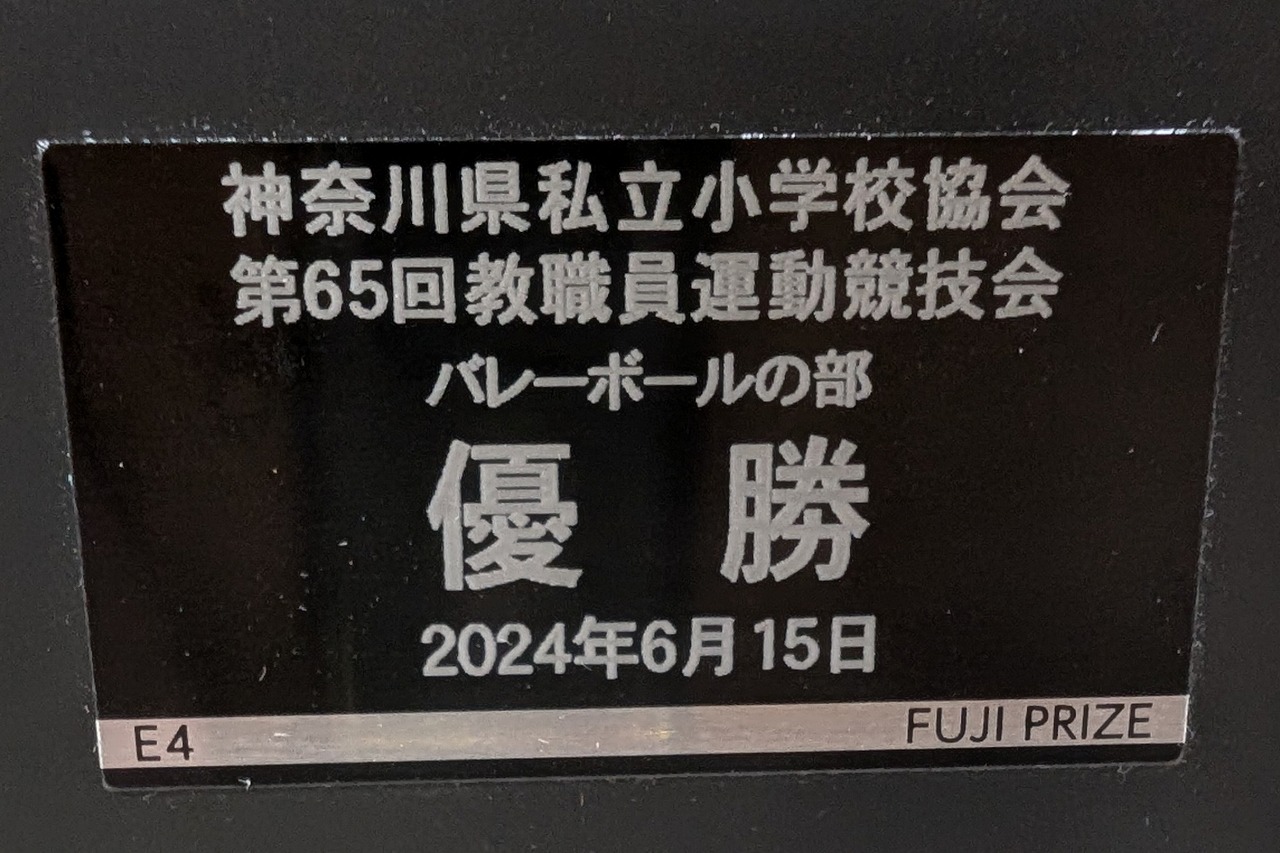 神奈川県私立小学校協会
第65回教職員運動競技会
バレーボールの部
優 勝
2024年6月15日
E4 FUJI PRIZE